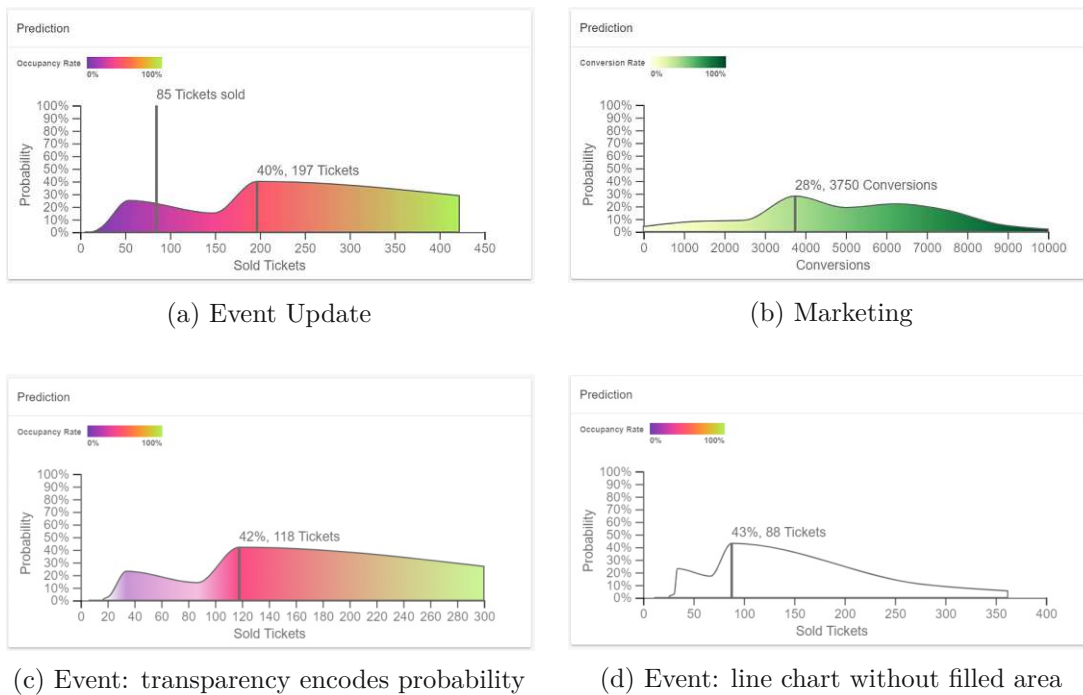 Prediction
Occupancy Rate
0% 100%
85 Tickets sold
40%, 197 Tickets
Probability
100%
90%
80%
70%
60%
50%
40%
30%
20%
10%
0%
0 50 100 150 200 250 300 350 400 450
Sold Tickets
(a) Event Update
Prediction
Conversion Rate
0% 100%
28%, 3750 Conversions
Probability
100%
90%
80%
70%
60%
50%
40%
30%
20%
10%
0%
0 1000 2000 3000 4000 5000 6000 7000 8000 9000 10000
Conversions
(b) Marketing
Prediction
Occupancy Rate
0% 100%
42%, 118 Tickets
Probability
100%
90%
80%
70%
60%
50%
40%
30%
20%
10%
0%
0 20 40 60 80 100 120 140 160 180 200 220 240 260 280 300
Sold Tickets
(c) Event: transparency encodes probability
Prediction
Occupancy Rate
0% 100%
43%, 88 Tickets
Probability
100%
90%
80%
70%
60%
50%
40%
30%
20%
10%
0%
0 50 100 150 200 250 300 350 400
Sold Tickets
(d) Event: line chart without filled area